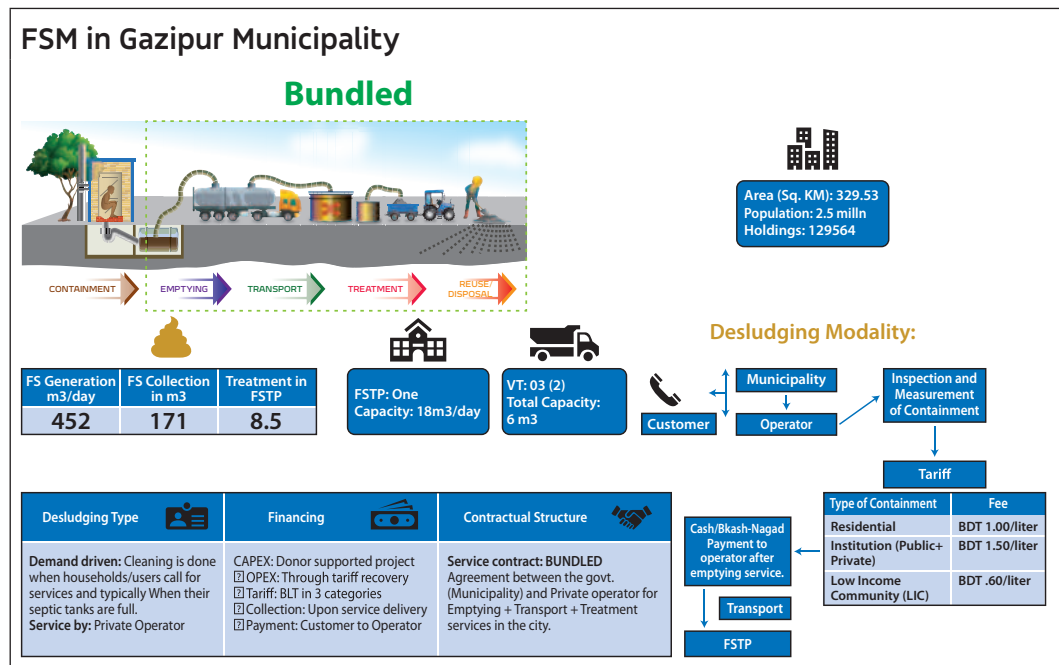 FSM in Gazipur Municipality
Bundled
CONTAINMENT
EMPTYING
TRANSPORT
TREATMENT
REUSE/
DISPOSAL
Area (Sq. KM): 329.53
Population: 2.5 milln
Holdings: 129564
FS Generation
m3/day
FS Collection
in m3
Treatment in
FSTP
452
171
8.5
FSTP: One
Capacity: 18m3/day
VT: 03 (2)
Total Capacity:
6 m3
Desludging Modality:
Customer
Municipality
Operator
Inspection and
Measurement
of Containment
Tariff
Type of Containment
Fee
Residential
BDT 1.00/liter
Institution (Public+
Private)
BDT 1.50/liter
Low Income
Community (LIC)
BDT .60/liter
Cash/Bkash-Nagad
Payment to
operator after
emptying service.
Transport
FSTP
Desludging Type
Demand driven: Cleaning is done
when households/users call for
services and typically When their
septic tanks are full.
Service by: Private Operator
Financing
CAPEX: Donor supported project
⍰ OPEX: Through tariff recovery
⍰ Tariff: BLT in 3 categories
⍰ Collection: Upon service delivery
⍰ Payment: Customer to Operator
Contractual Structure
Service contract: BUNDLED
Agreement between the govt.
(Municipality) and Private operator for
Emptying + Transport + Treatment
services in the city.